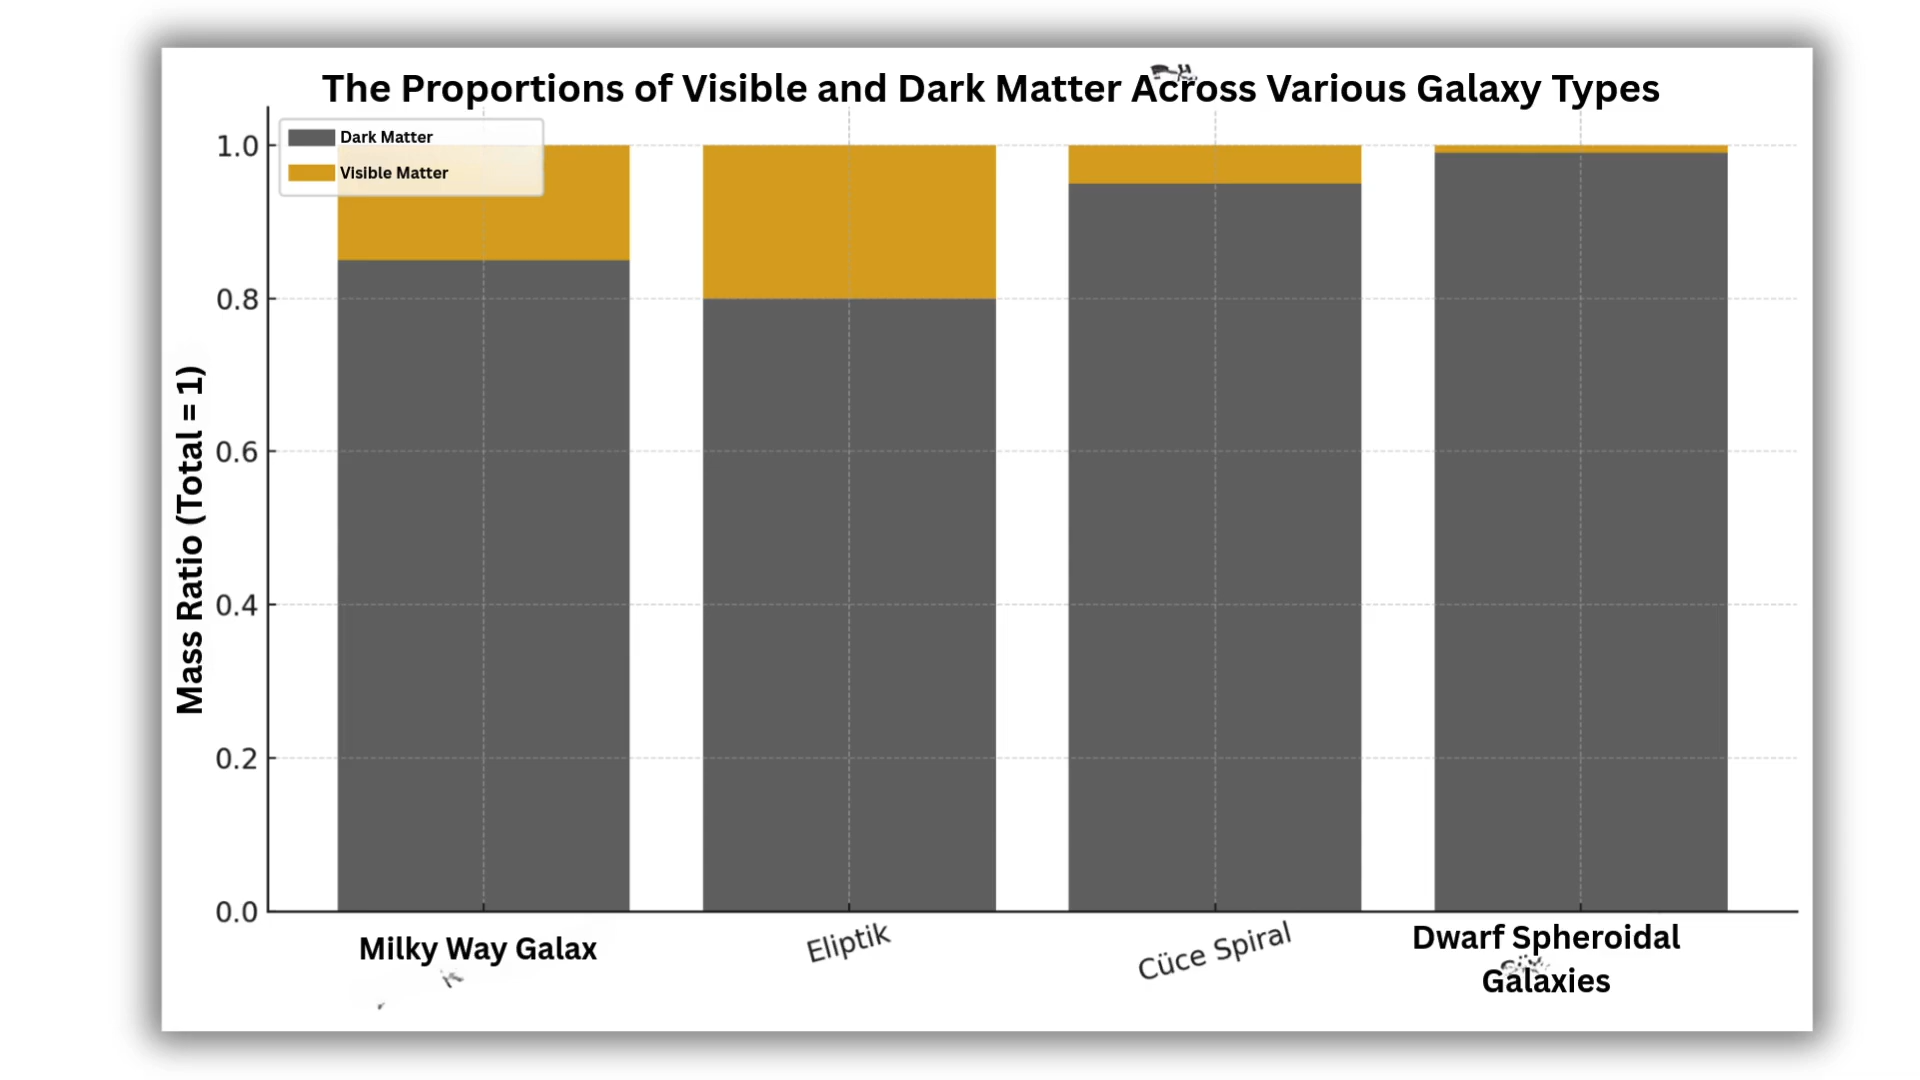 The Proportions of Visible and Dark Matter Across Various Galaxy Types
Dark Matter
Visible Matter
Mass Ratio (Total = 1)
1.0
0.8
0.6
0.4
0.2
0.0
Milky Way Galax
Eliptik
Cüce Spiral
Dwarf Spheroidal
Galaxies